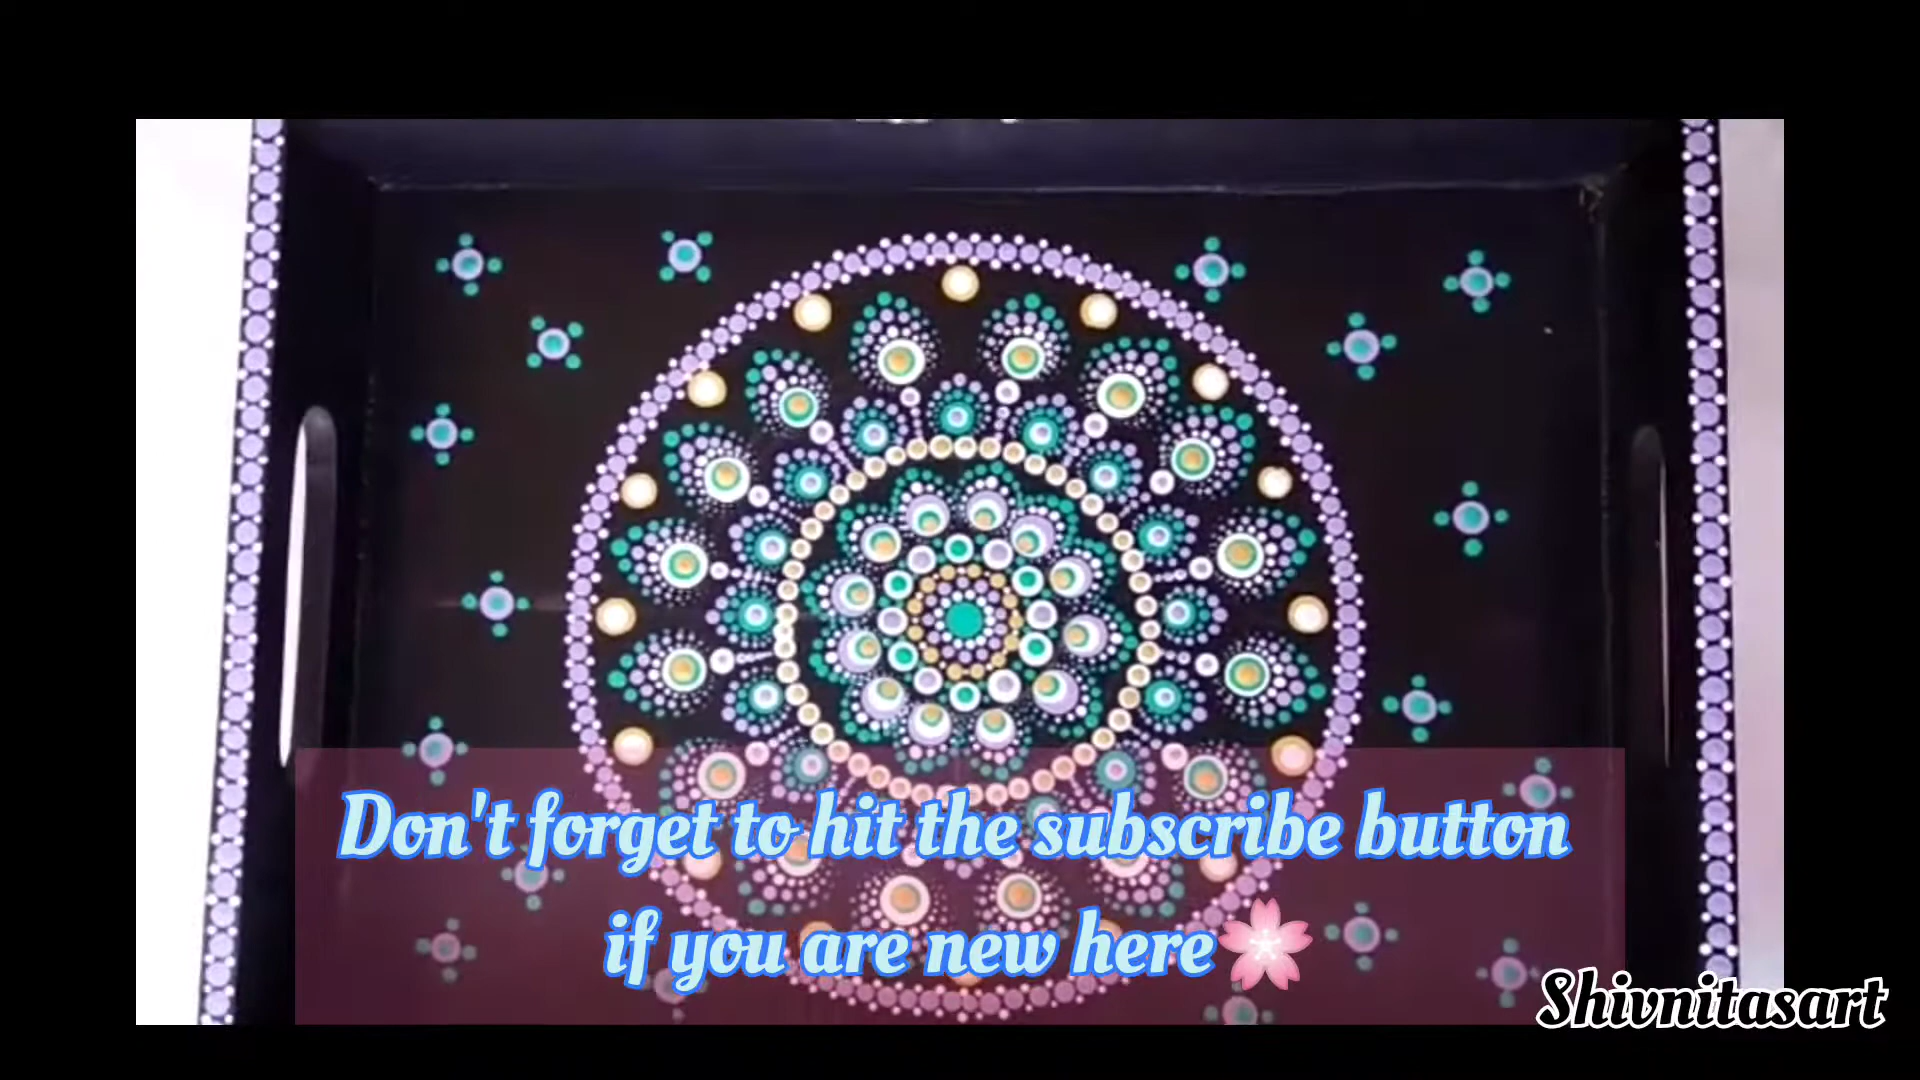 Don't forget to hit the subscribe button
if you are new here🌸
Shivnitasart